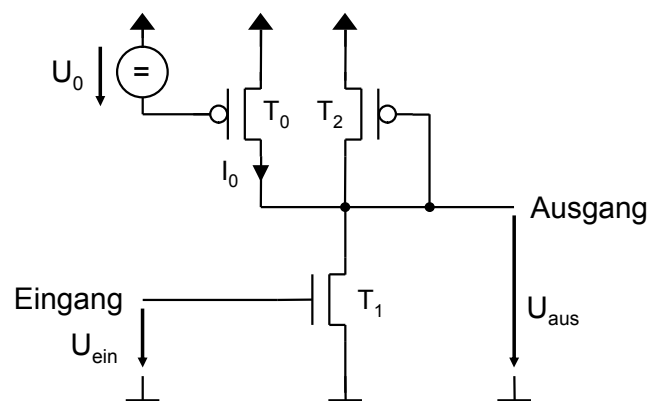 U0
=
T0
T2
I0
Ausgang
Eingang
T1
Uein
Uaus